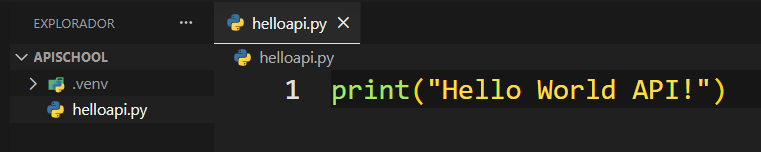 EXPLORADOR ···
APISCHOOL
.venv
helloapi.py
helloapi.py ×
helloapi.py
1 print("Hello World API!")